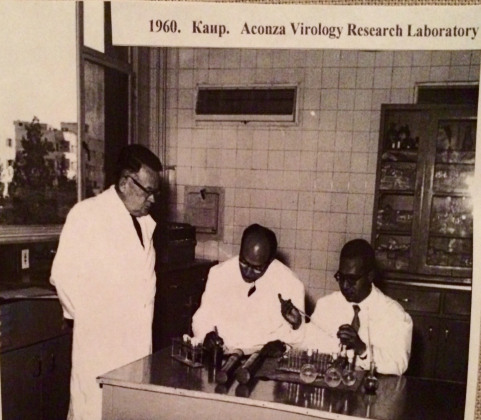 1960. Каир. Aconza Virology Research Laboratory